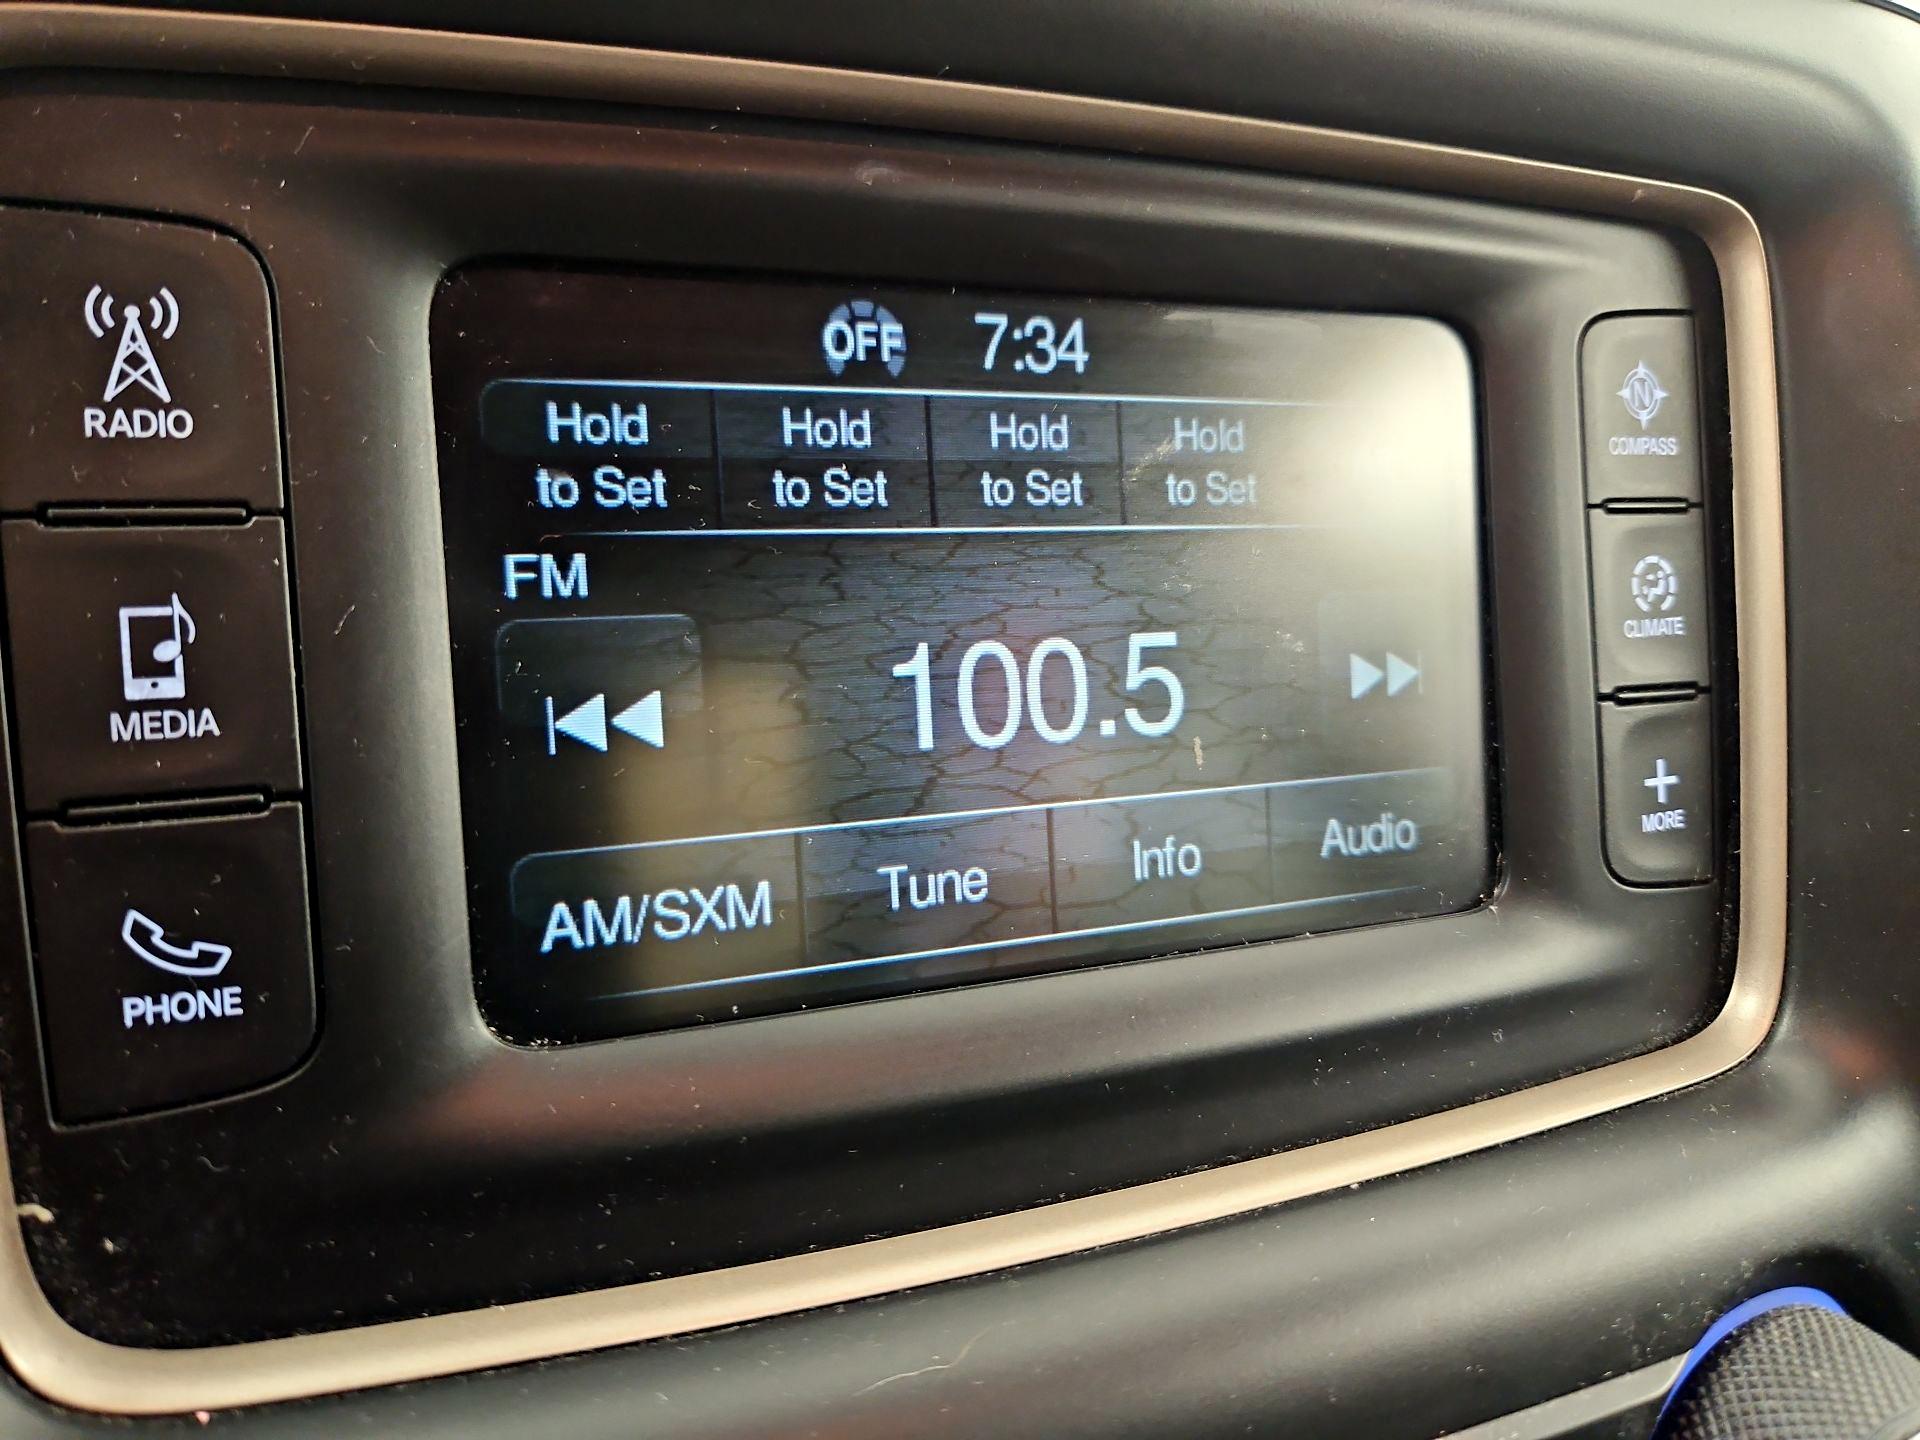 RADIO
MEDIA
PHONE
OFF 7:34
Hold to Set
Hold to Set
Hold to Set
Hold to Set
FM
100.5
AM/SXM
Tune
Info
Audio
N
COMPASS
CLIMATE
+
MORE